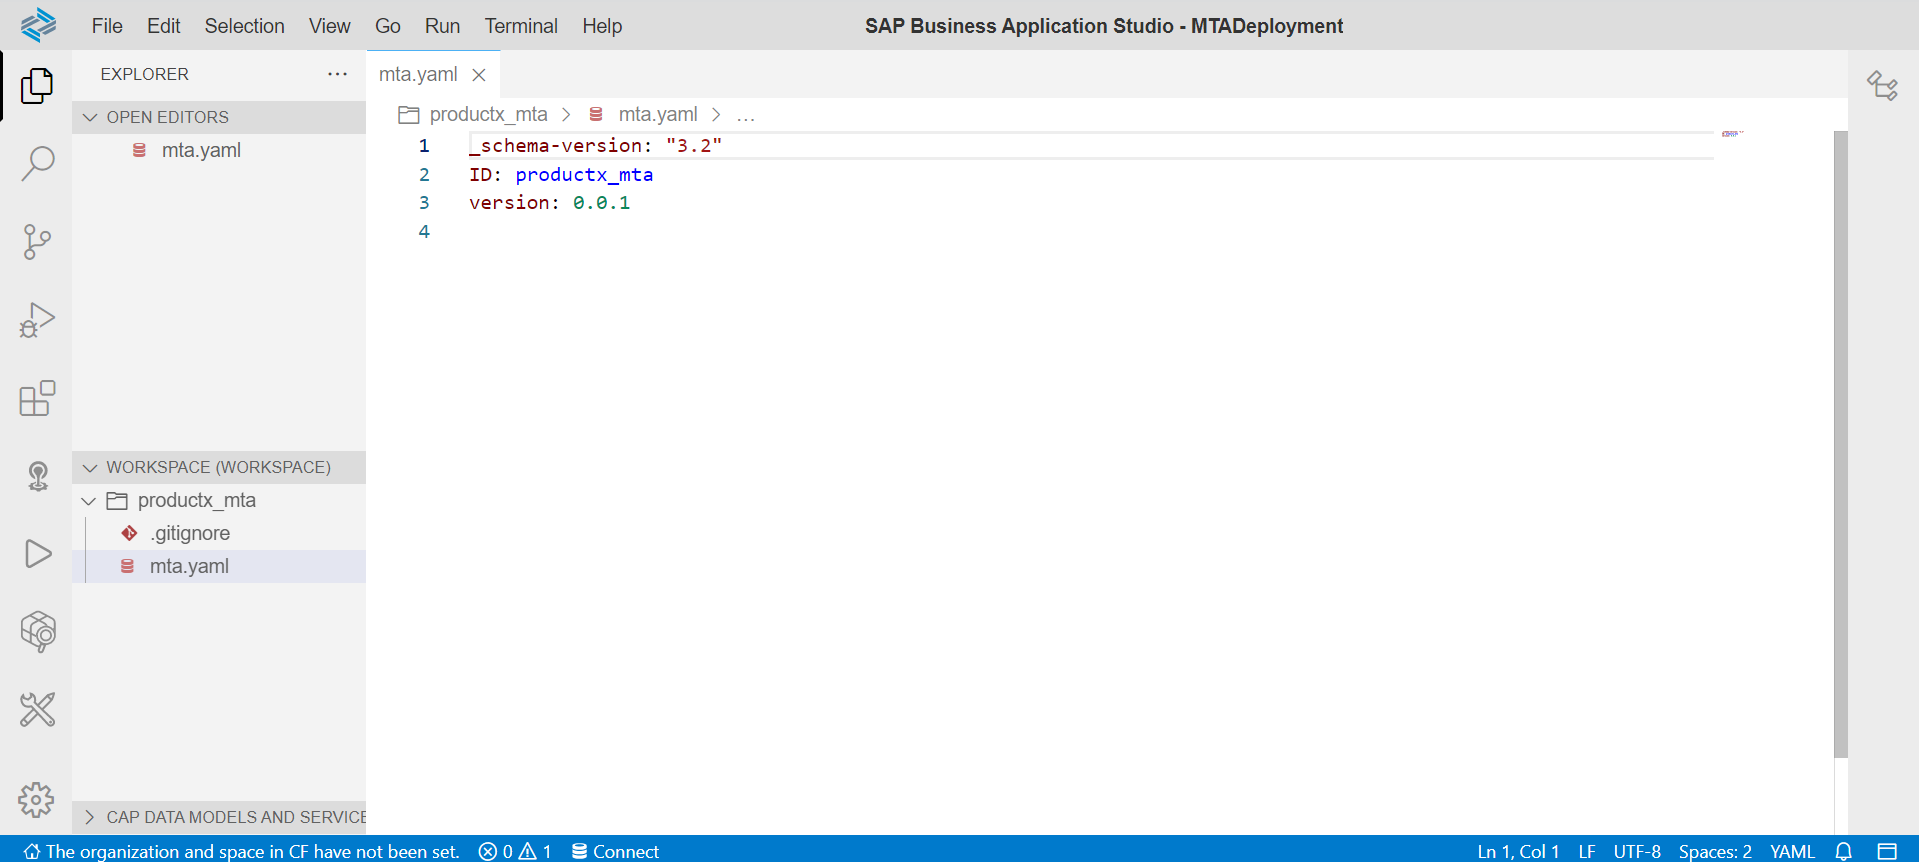 File Edit Selection View Go Run Terminal Help SAP Business Application Studio - MTADeployment
EXPLORER ...
mta.yaml
OPEN EDITORS
mta.yaml
productx_mta > mta.yaml > ...
1 _schema-version: "3.2"
2 ID: productx_mta
3 version: 0.0.1
4
WORKSPACE (WORKSPACE)
productx_mta
.gitignore
mta.yaml
CAP DATA MODELS AND SERVICE
The organization and space in CF have not been set. 0 1 Connect Ln 1, Col 1 LF UTF-8 Spaces: 2 YAML